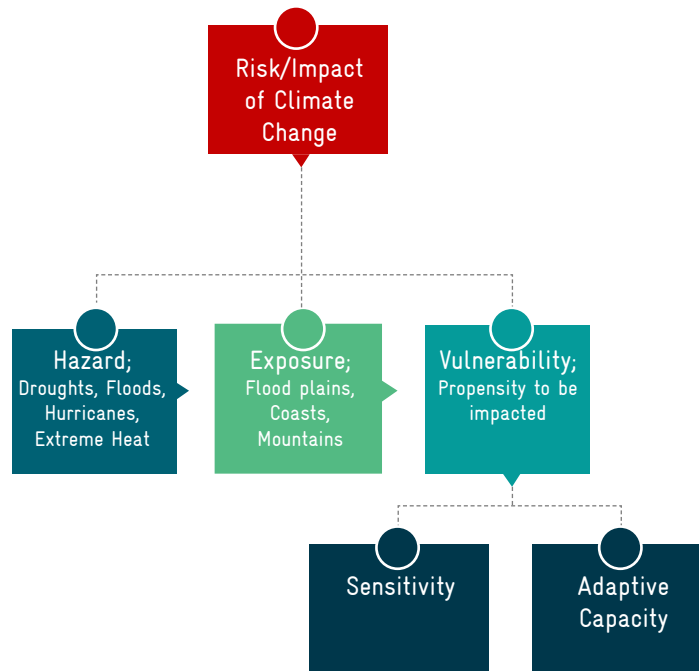 Risk/Impact
of Climate
Change
Hazard;
Droughts, Floods,
Hurricanes,
Extreme Heat
Exposure;
Flood plains,
Coasts,
Mountains
Vulnerability;
Propensity to be
impacted
Sensitivity
Adaptive
Capacity